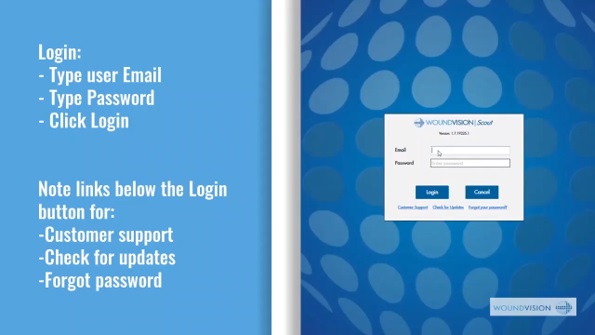 Login:
- Type user Email
- Type Password
- Click Login
Note links below the Login
button for:
-Customer support
-Check for updates
-Forgot password
WOUNDVISION | Scout
Email
Password
Enter password
Login
Cancel
Customer Support
Check for Updates
Forgot your password?
WOUNDVISION